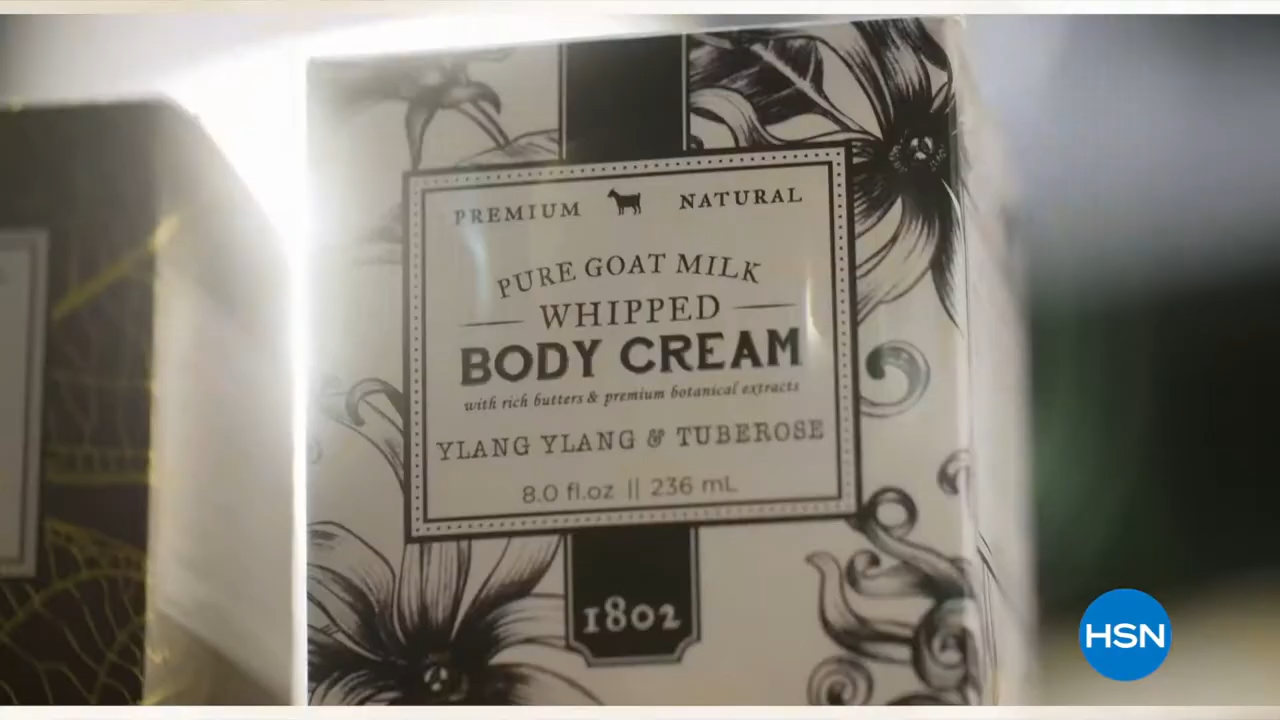 PREMIUM NATURAL
PURE GOAT MILK
WHIPPED
BODY CREAM
with rich butters & premium botanical extracts
YLANG YLANG & TUBEROSE
8.0 fl.oz || 236 mL
1802
HSN